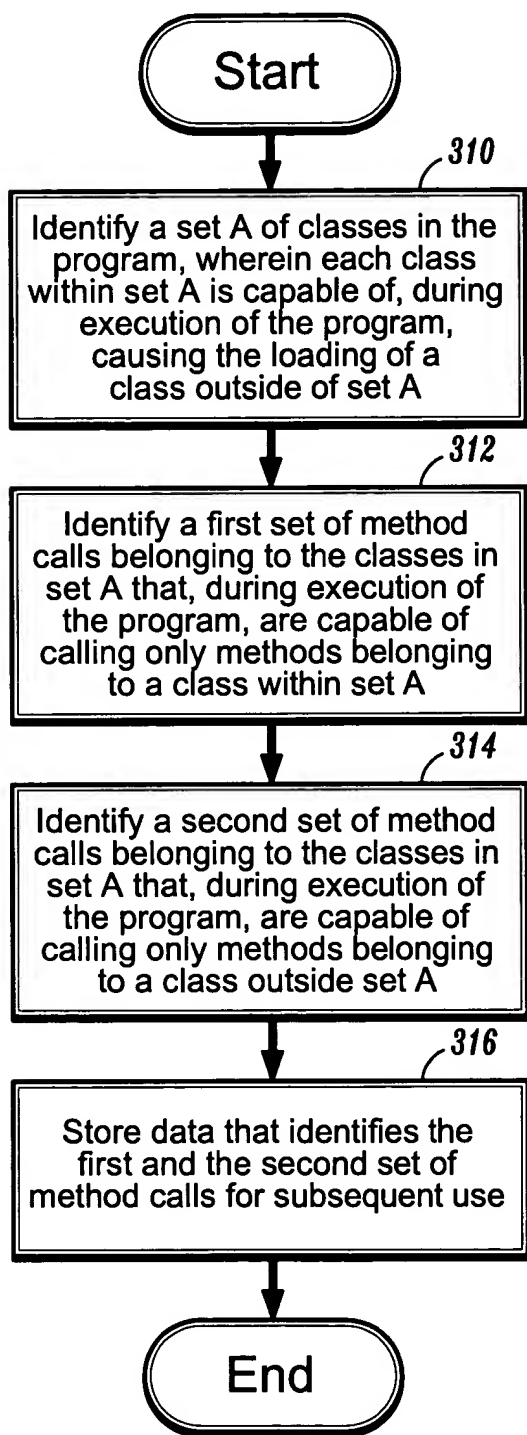 Start
310
Identify a set A of classes in the
program, wherein each class
within set A is capable of, during
execution of the program,
causing the loading of a
class outside of set A
312
Identify a first set of method
calls belonging to the classes in
set A that, during execution of
the program, are capable of
calling only methods belonging
to a class within set A
314
Identify a second set of method
calls belonging to the classes in
set A that, during execution of
the program, are capable of
calling only methods belonging
to a class outside set A
316
Store data that identifies the
first and the second set of
method calls for subsequent use
End